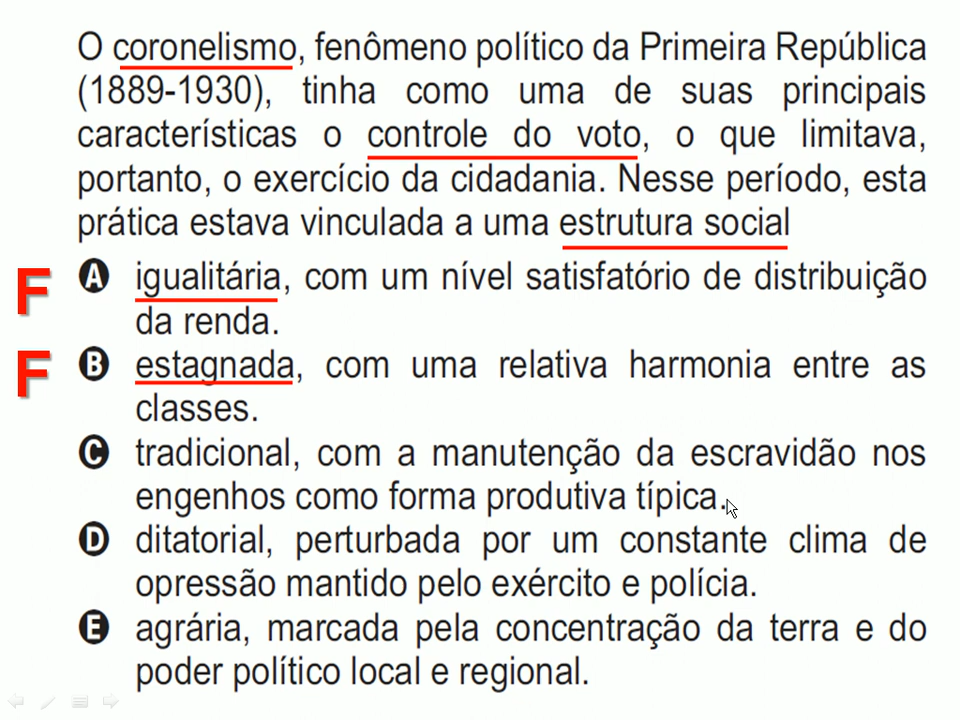 O coronelismo, fenômeno político da Primeira República
(1889-1930), tinha como uma de suas principais
características o controle do voto, o que limitava,
portanto, o exercício da cidadania. Nesse período, esta
prática estava vinculada a uma estrutura social
F A igualitária, com um nível satisfatório de distribuição
da renda.
F B estagnada, com uma relativa harmonia entre as
classes.
C tradicional, com a manutenção da escravidão nos
engenhos como forma produtiva típica.
D ditatorial, perturbada por um constante clima de
opressão mantido pelo exército e polícia.
E agrária, marcada pela concentração da terra e do
poder político local e regional.